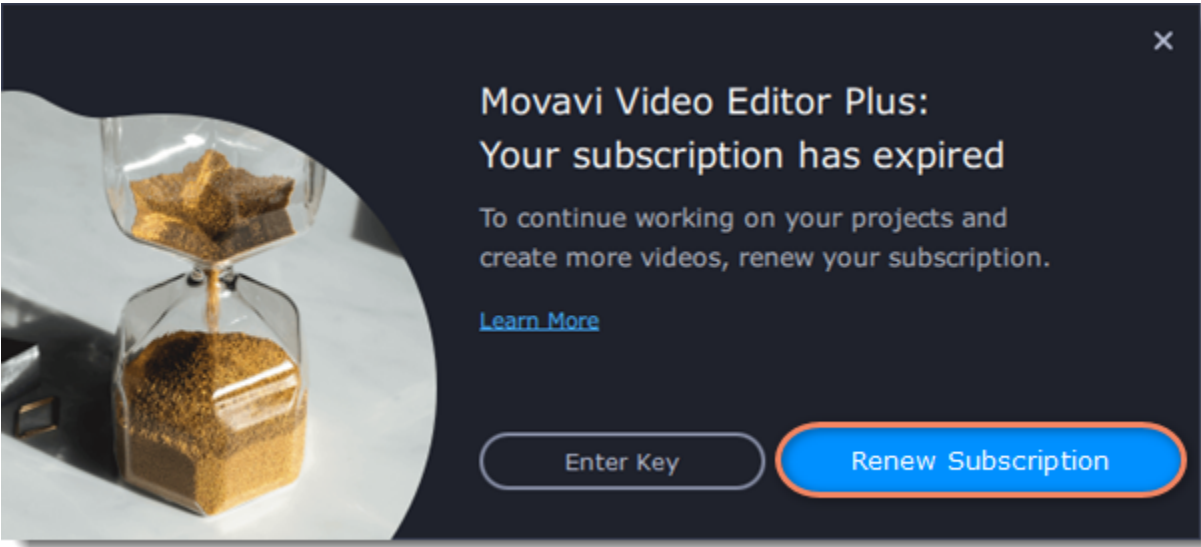 Movavi Video Editor Plus:
Your subscription has expired
To continue working on your projects and
create more videos, renew your subscription.
Learn More
Enter Key
Renew Subscription